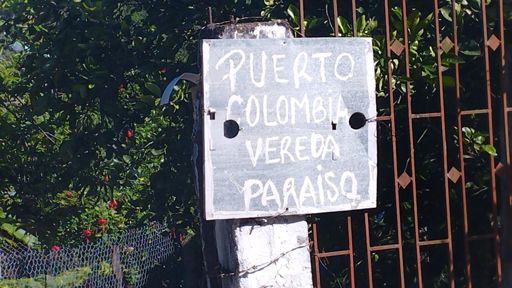 PUERTO
COLOMBIA
VEREDA
PARAISO